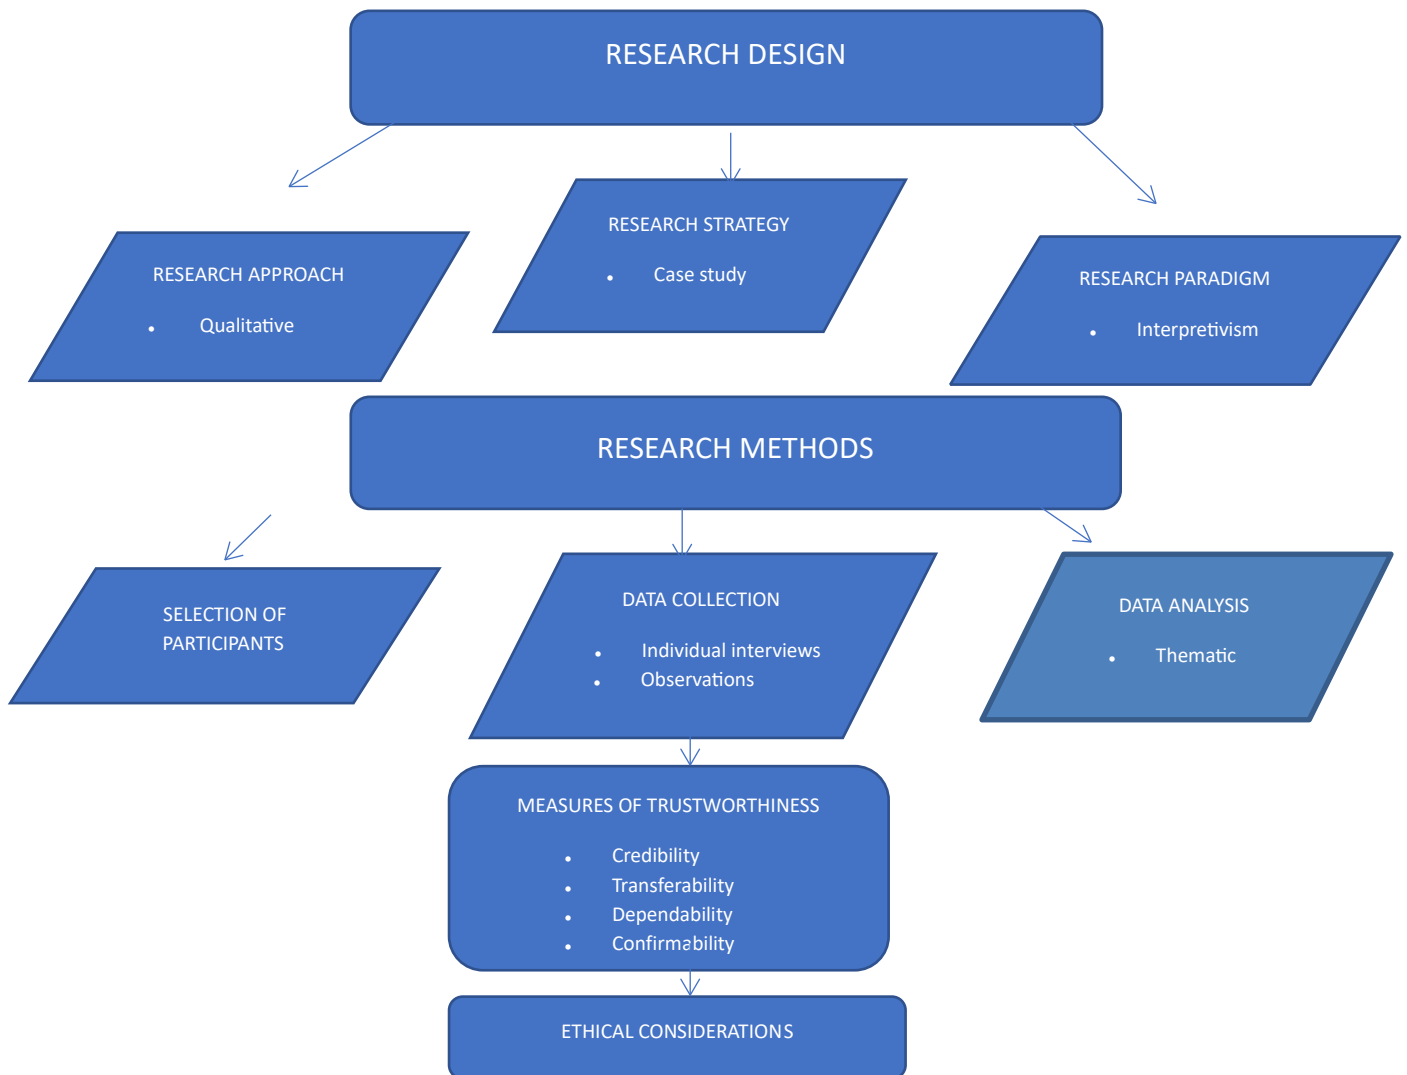 RESEARCH DESIGN
RESEARCH APPROACH
• Qualitative
RESEARCH STRATEGY
• Case study
RESEARCH PARADIGM
• Interpretivism
RESEARCH METHODS
SELECTION OF
PARTICIPANTS
DATA COLLECTION
• Individual interviews
• Observations
DATA ANALYSIS
• Thematic
MEASURES OF TRUSTWORTHINESS
• Credibility
• Transferability
• Dependability
• Confirmability
ETHICAL CONSIDERATIONS